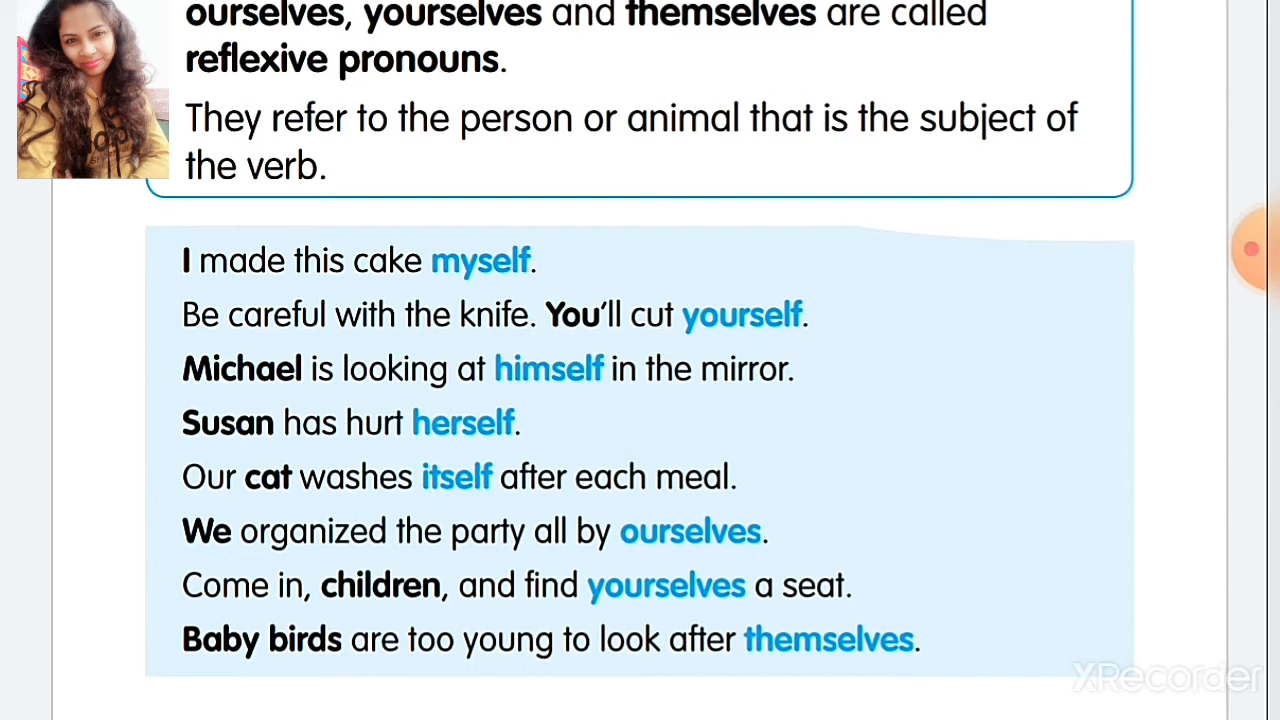 ourselves, yourselves and themselves are called
reflexive pronouns.
They refer to the person or animal that is the subject of
the verb.
I made this cake myself.
Be careful with the knife. You'll cut yourself.
Michael is looking at himself in the mirror.
Susan has hurt herself.
Our cat washes itself after each meal.
We organized the party all by ourselves.
Come in, children, and find yourselves a seat.
Baby birds are too young to look after themselves.
XRecorder